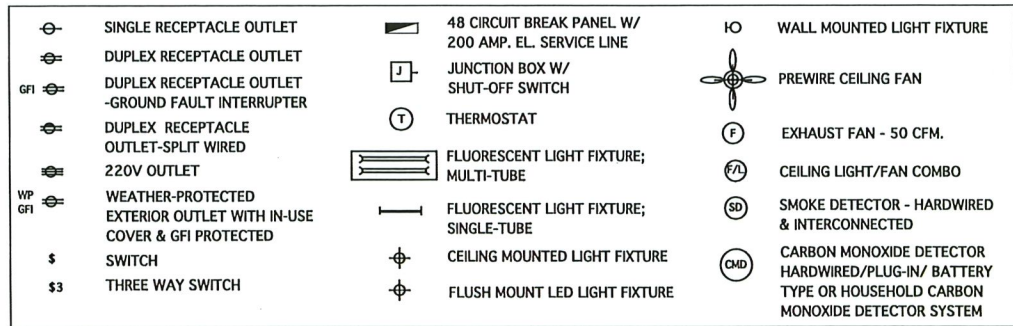 SINGLE RECEPTACLE OUTLET
DUPLEX RECEPTACLE OUTLET
GFI DUPLEX RECEPTACLE OUTLET
-GROUND FAULT INTERRUPTER
DUPLEX RECEPTACLE
OUTLET-SPLIT WIRED
220V OUTLET
WP
GFI
WEATHER-PROTECTED
EXTERIOR OUTLET WITH IN-USE
COVER & GFI PROTECTED
$ SWITCH
$3 THREE WAY SWITCH
48 CIRCUIT BREAK PANEL W/
200 AMP. EL. SERVICE LINE
J JUNCTION BOX W/
SHUT-OFF SWITCH
T THERMOSTAT
FLUORESCENT LIGHT FIXTURE;
MULTI-TUBE
FLUORESCENT LIGHT FIXTURE;
SINGLE-TUBE
CEILING MOUNTED LIGHT FIXTURE
FLUSH MOUNT LED LIGHT FIXTURE
WALL MOUNTED LIGHT FIXTURE
PREWIRE CEILING FAN
F EXHAUST FAN - 50 CFM.
F/L CEILING LIGHT/FAN COMBO
SD SMOKE DETECTOR - HARDWIRED
& INTERCONNECTED
CMD CARBON MONOXIDE DETECTOR
HARDWIRED/PLUG-IN/ BATTERY
TYPE OR HOUSEHOLD CARBON
MONOXIDE DETECTOR SYSTEM